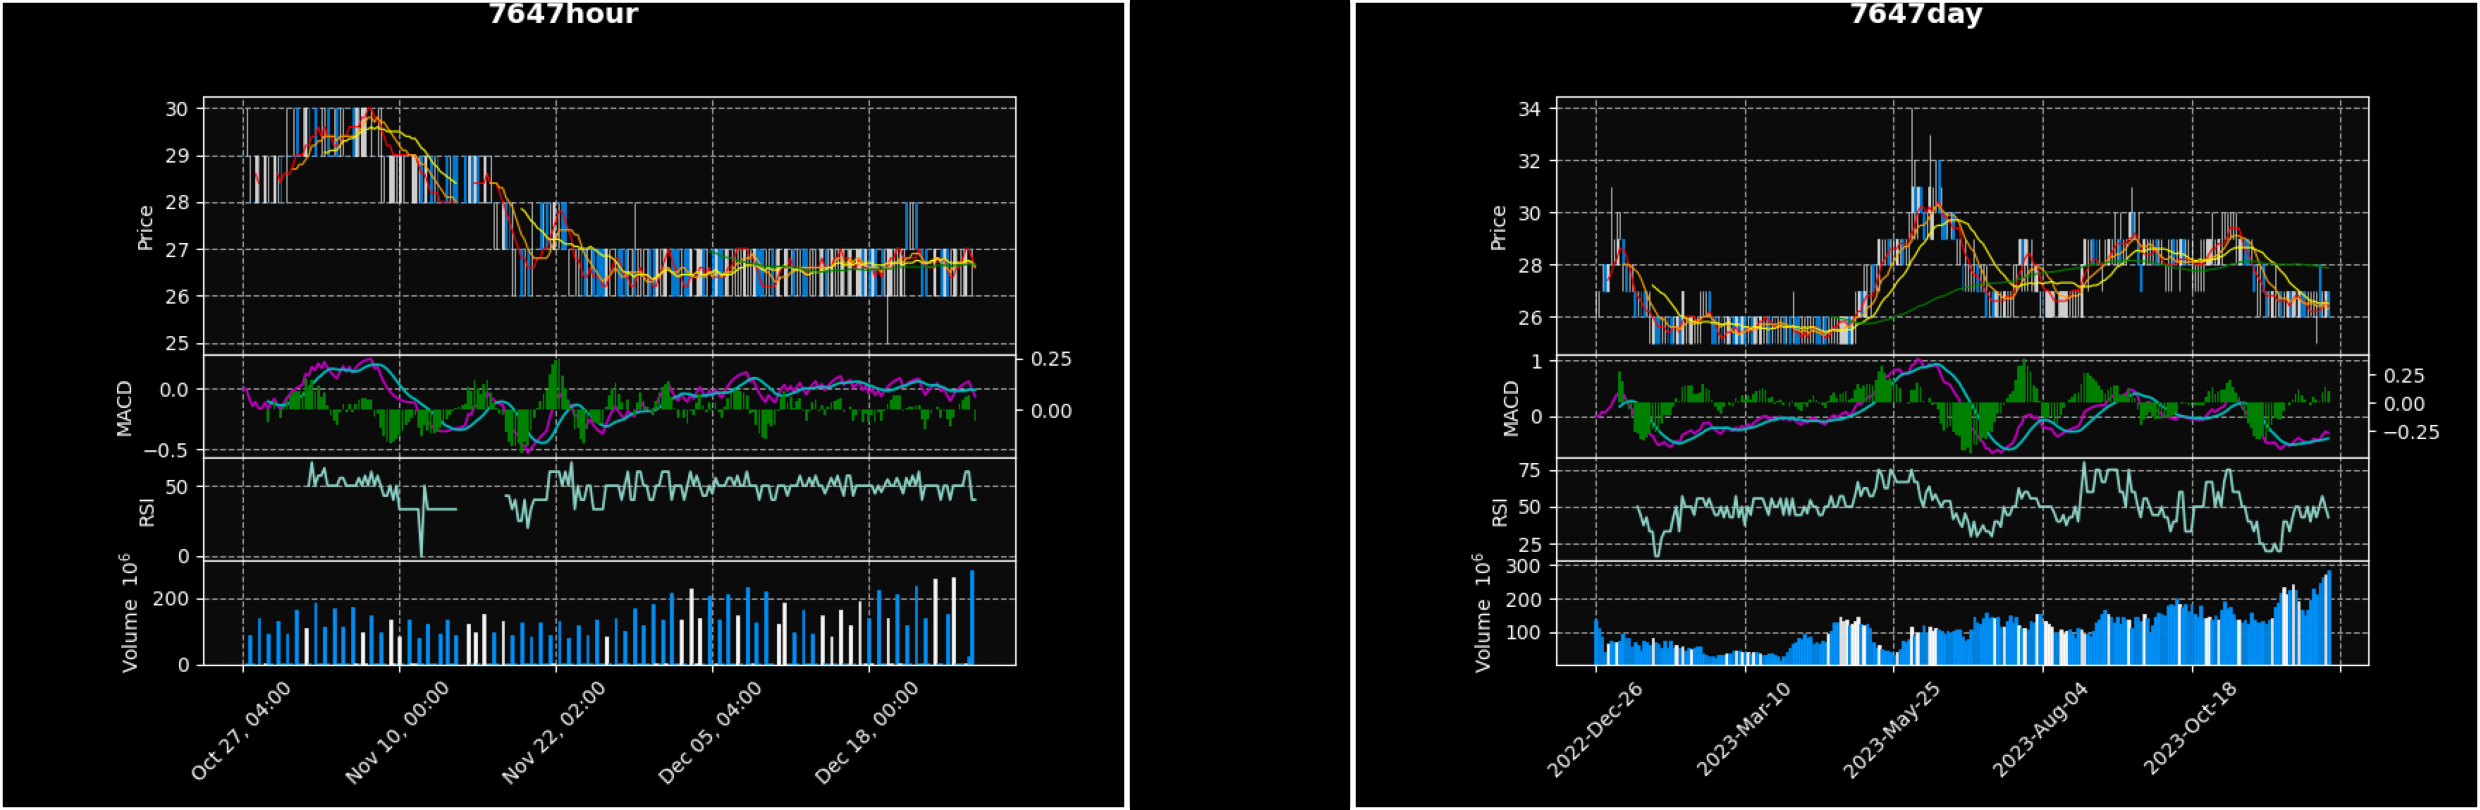 7647hour
30
29
28
27
26
25
Price
0.25
0.00
0.0
−0.5
MACD
50
0
RSI
200
0
Volume 10⁶
Oct 27, 04:00
Nov 10, 00:00
Nov 22, 02:00
Dec 05, 04:00
Dec 18, 00:00
7647day
34
32
30
28
26
Price
1
0
MACD
0.25
0.00
−0.25
75
50
25
RSI
300
200
100
Volume 10⁶
2022-Dec-26
2023-Mar-10
2023-May-25
2023-Aug-04
2023-Oct-18